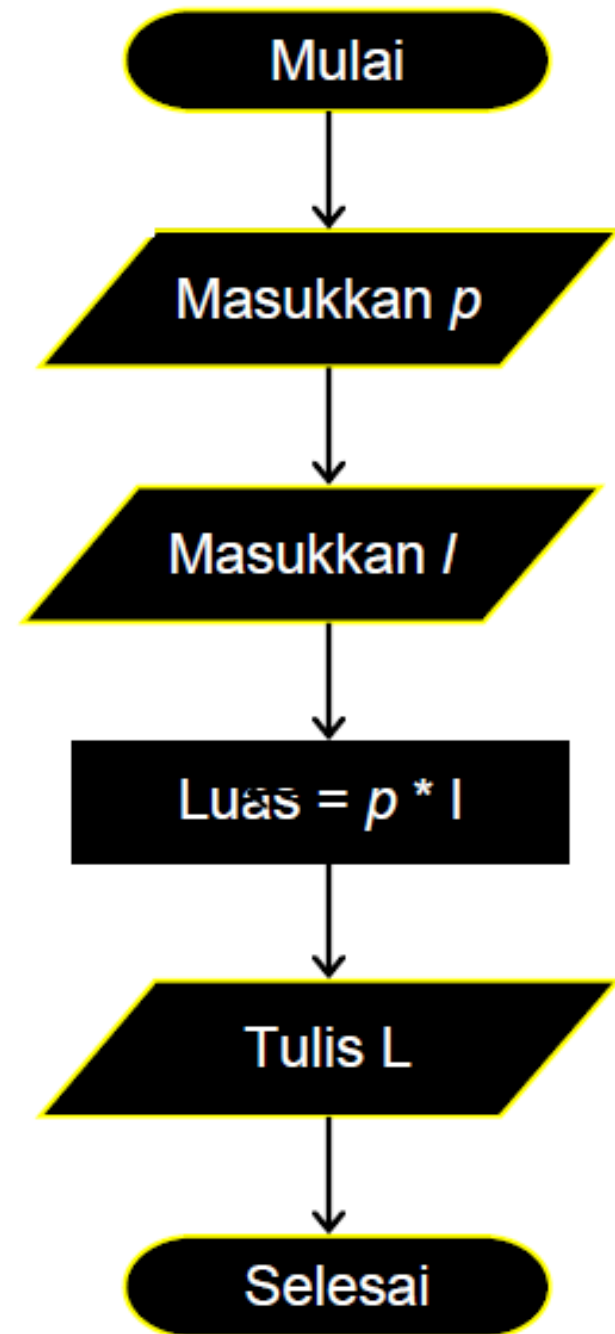 Mulai
Masukkan p
Masukkan l
Luas = p * l
Tulis L
Selesai